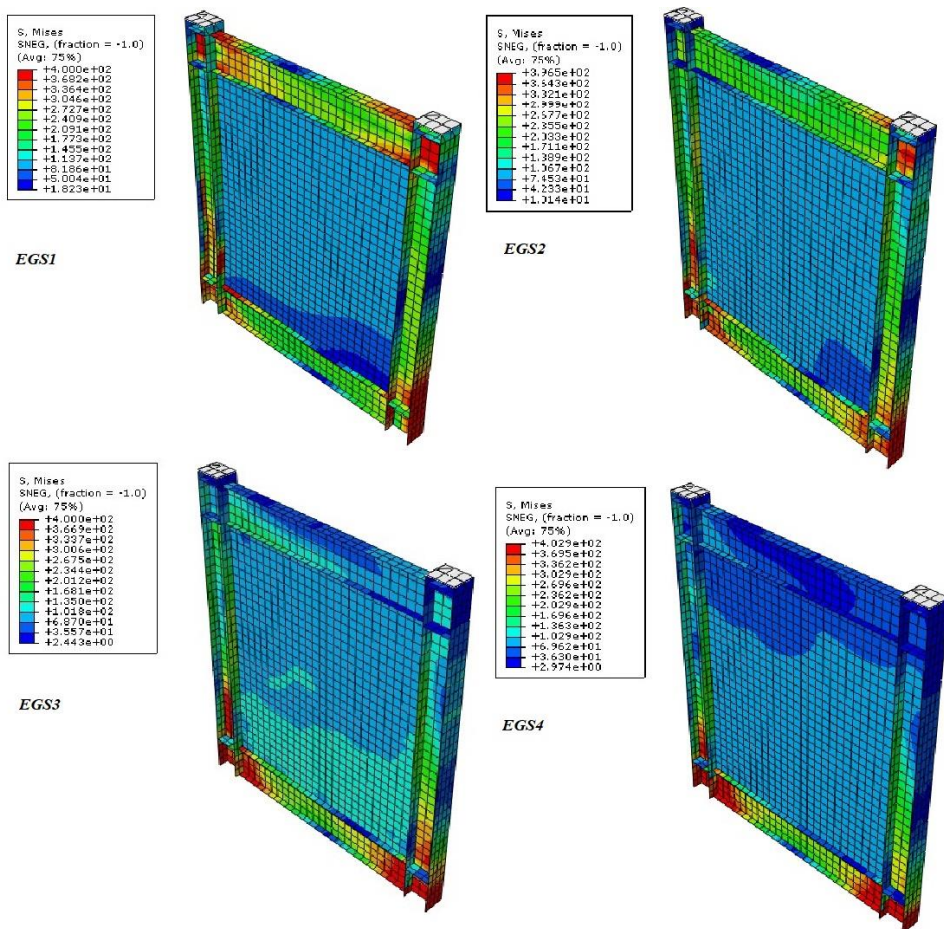 S, Mises
SNEG, (fraction = -1.0)
(Avg: 75%)
+4.000e+02
+3.682e+02
+3.364e+02
+3.046e+02
+2.727e+02
+2.409e+02
+2.091e+02
+1.773e+02
+1.455e+02
+1.137e+02
+8.186e+01
+5.004e+01
+1.823e+01
EGS1
S, Mises
SNEG, (fraction = -1.0)
(Avg: 75%)
+3.965e+02
+3.643e+02
+3.321e+02
+2.999e+02
+2.677e+02
+2.355e+02
+2.033e+02
+1.711e+02
+1.389e+02
+1.067e+02
+7.453e+01
+4.233e+01
+1.014e+01
EGS2
S, Mises
SNEG, (fraction = -1.0)
(Avg: 75%)
+4.000e+02
+3.669e+02
+3.337e+02
+3.006e+02
+2.675e+02
+2.344e+02
+2.012e+02
+1.681e+02
+1.350e+02
+1.018e+02
+6.870e+01
+3.557e+01
+2.443e+00
EGS3
S, Mises
SNEG, (fraction = -1.0)
(Avg: 75%)
+4.029e+02
+3.695e+02
+3.362e+02
+3.029e+02
+2.696e+02
+2.362e+02
+2.029e+02
+1.696e+02
+1.363e+02
+1.029e+02
+6.962e+01
+3.630e+01
+2.974e+00
EGS4